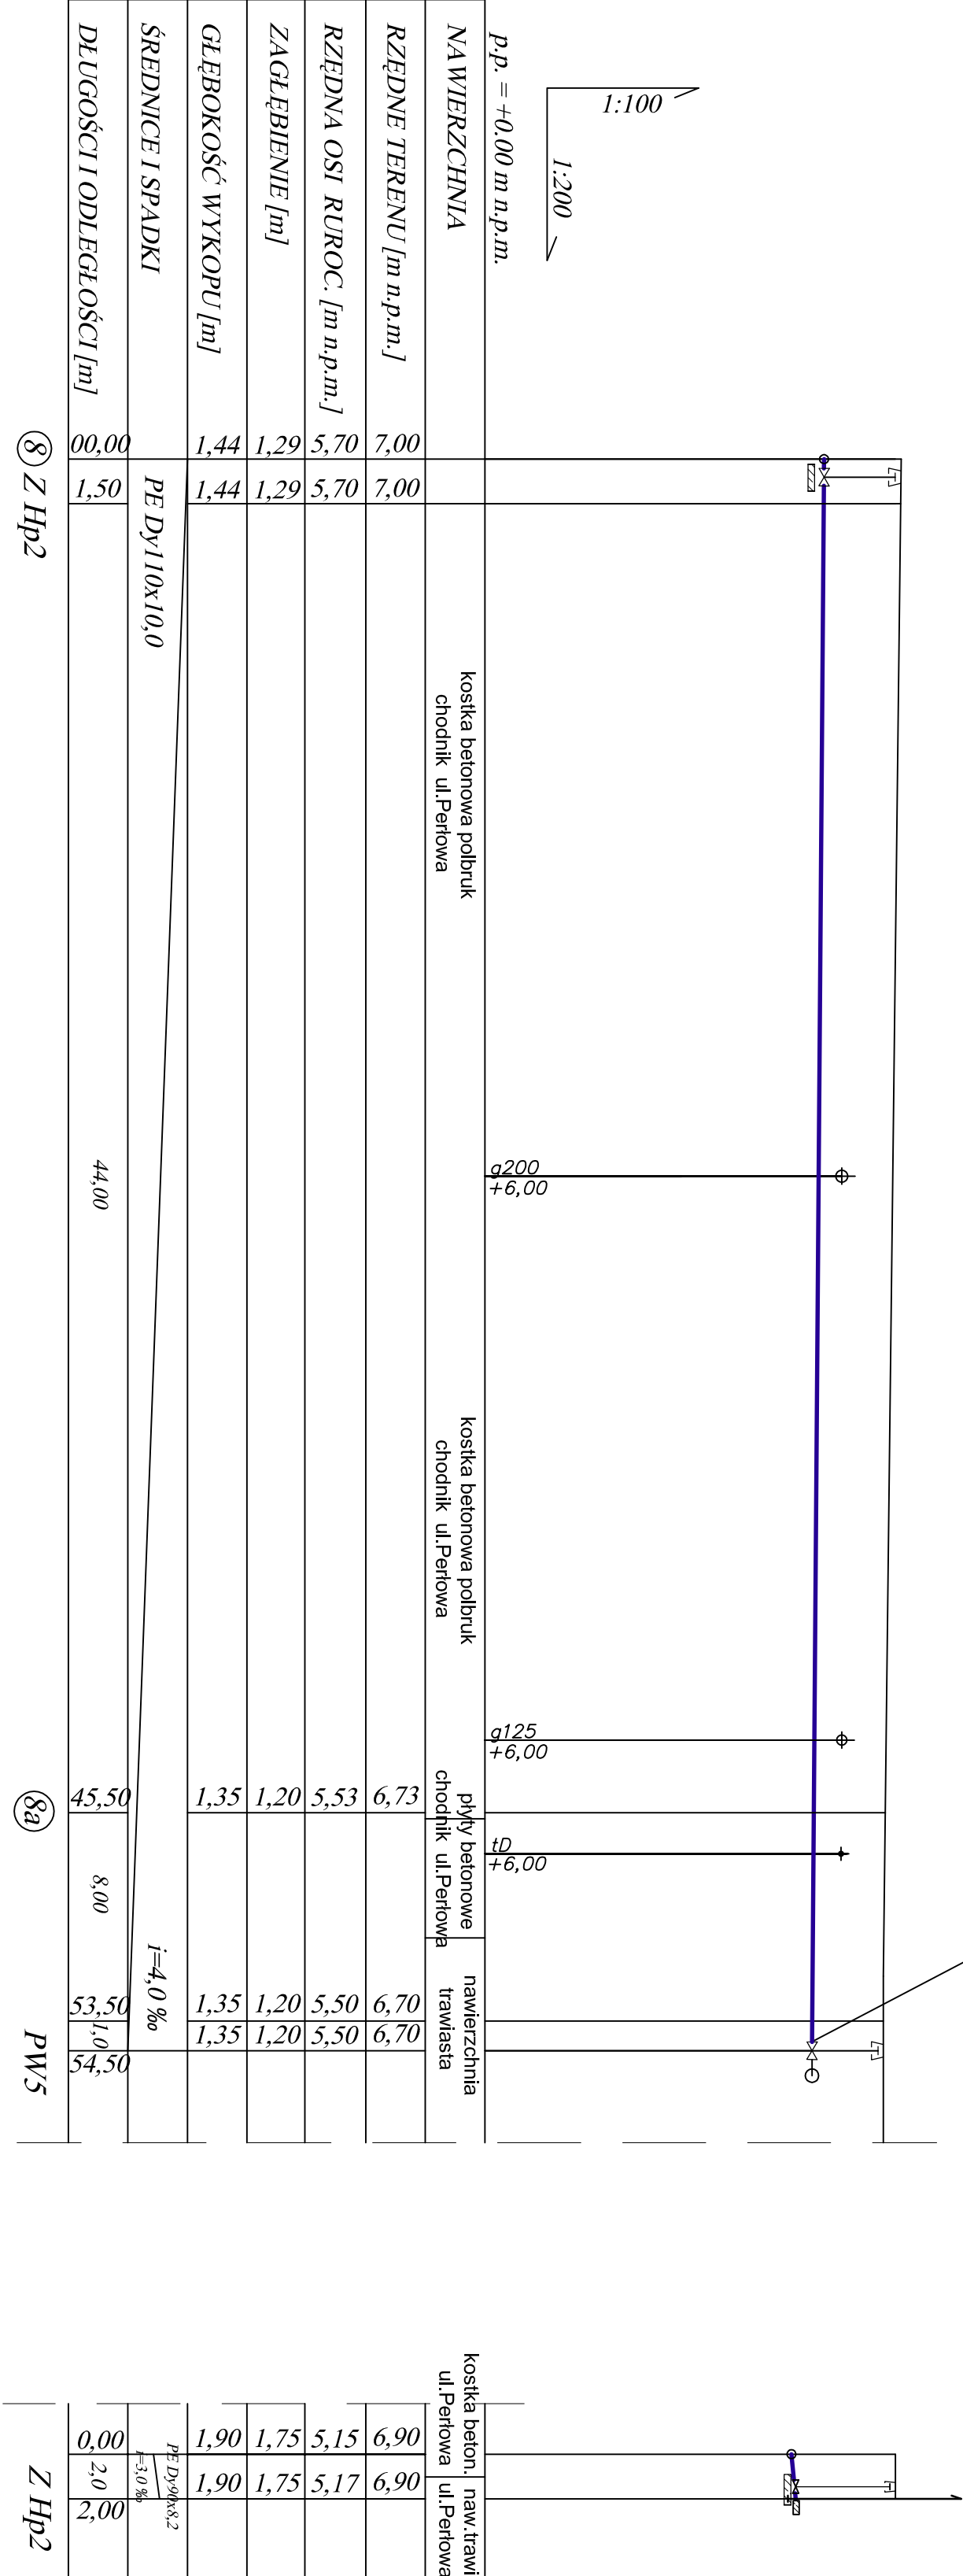 1:100
1:200
p.p. = +0.00 m n.p.m.
NAWIERZCHNIA
RZĘDNE TERENU [m n.p.m.]
RZĘDNA OSI RUROC. [m n.p.m.]
ZAGŁĘBIENIE [m]
GŁĘBOKOŚĆ WYKOPU [m]
ŚREDNICE I SPADKI
DŁUGOŚCI I ODLEGŁOŚCI [m]
00,00
1,44
1,29
5,70
7,00
1,50
1,44
1,29
5,70
7,00
8 Z Hp2
PE Dy110x10,0
kostka betonowa polbruk
chodnik ul.Perłowa
44,00
g200
+6,00
kostka betonowa polbruk
chodnik ul.Perłowa
g125
+6,00
45,50
1,35
1,20
5,53
6,73
8a
płyty betonowe
chodnik ul.Perłowa
tD
+6,00
8,00
i=4,0 ‰
53,50
1,35
1,20
5,50
6,70
1,0
1,35
1,20
5,50
6,70
54,50
nawierzchnia
trawiasta
PW5
kostka beton.
ul.Perłowa
naw.trawi
ul.Perłowa
0,00
1,90
1,75
5,15
6,90
2,0
PE Dy90x8,2
i=3,0 ‰
1,90
1,75
5,17
6,90
2,00
Z Hp2